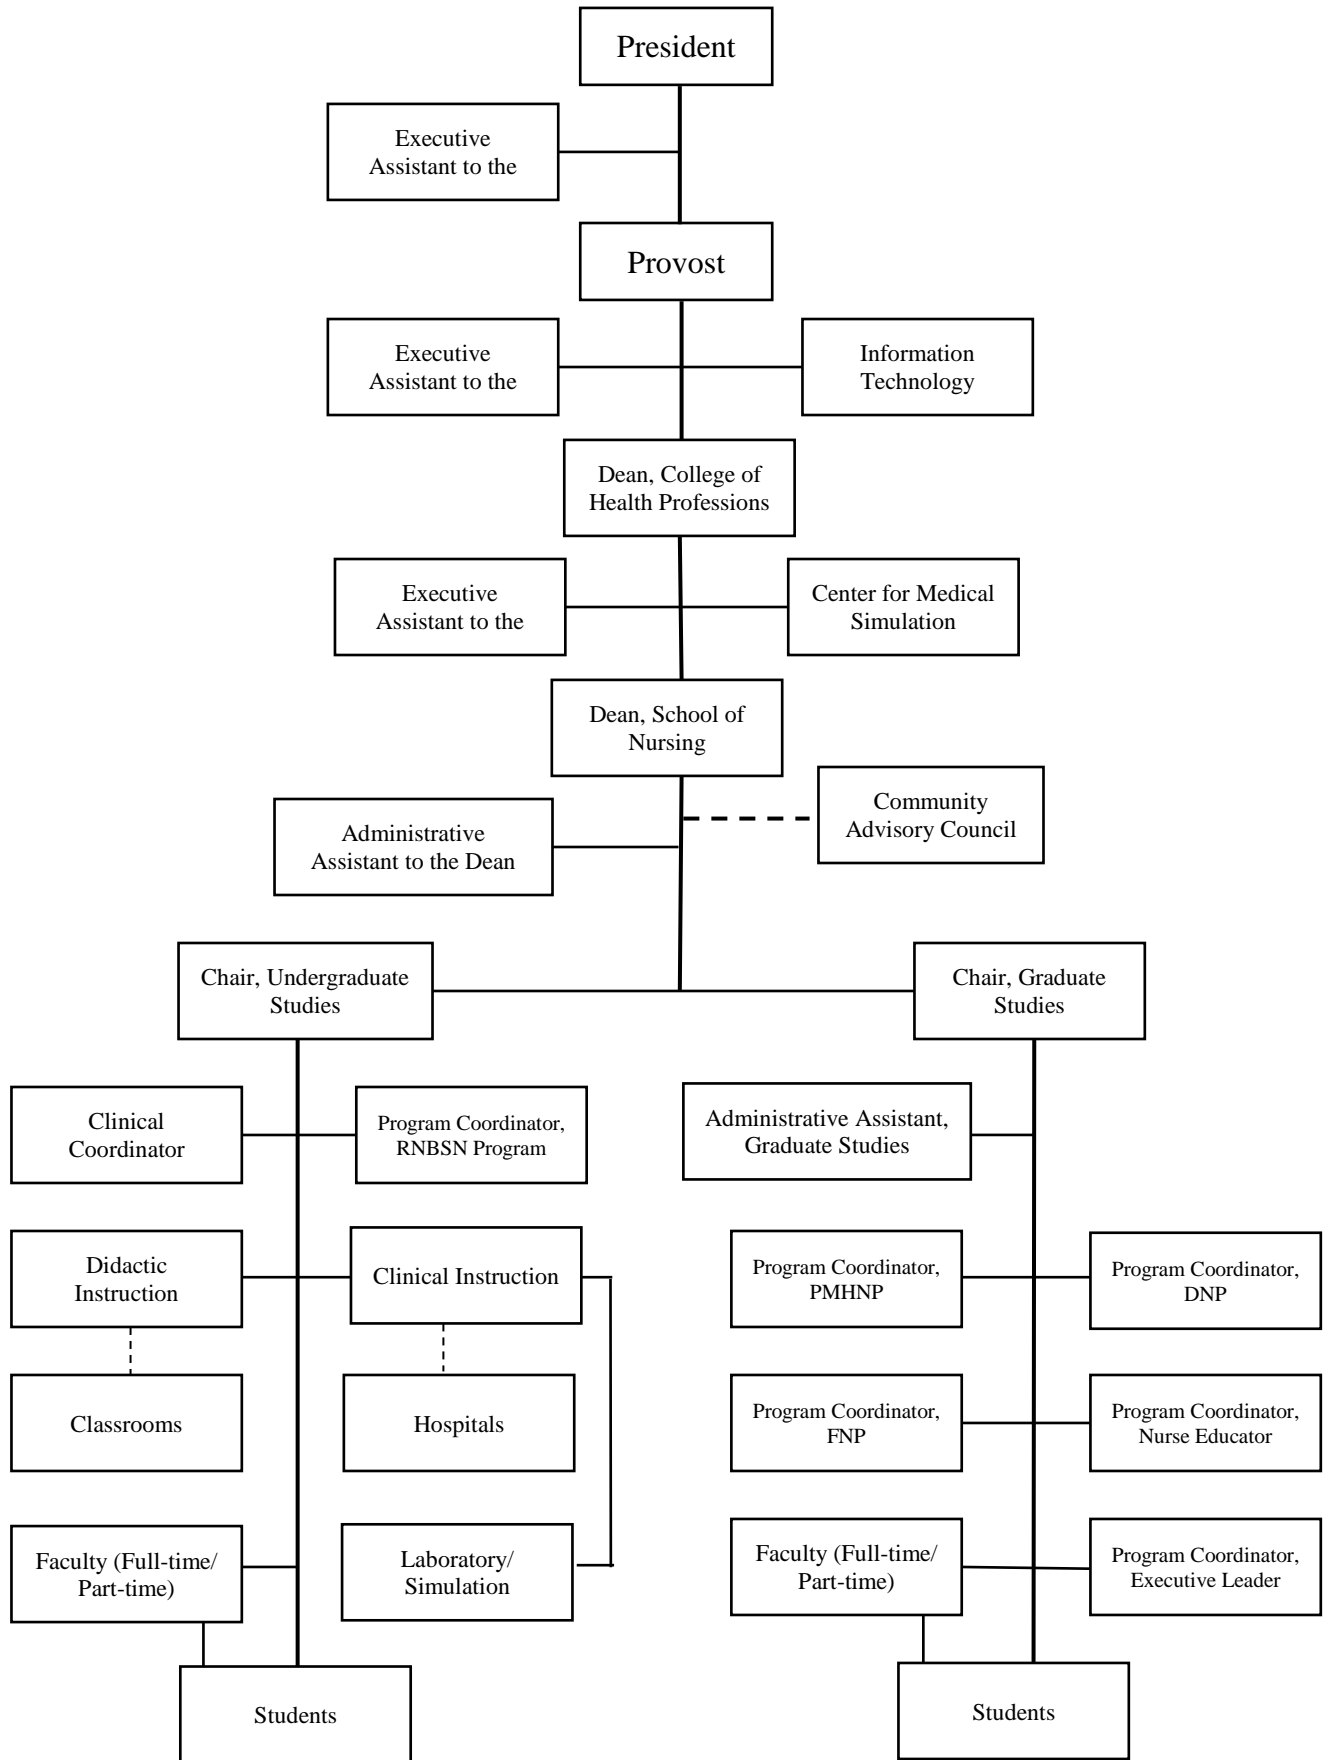 President
Executive
Assistant to the
Provost
Executive
Assistant to the
Information
Technology
Dean, College of
Health Professions
Executive
Assistant to the
Center for Medical
Simulation
Dean, School of
Nursing
Community
Advisory Council
Administrative
Assistant to the Dean
Chair, Undergraduate
Studies
Chair, Graduate
Studies
Clinical
Coordinator
Program Coordinator,
RNBSN Program
Administrative Assistant,
Graduate Studies
Didactic
Instruction
Clinical Instruction
Program Coordinator,
PMHNP
Program Coordinator,
DNP
Classrooms
Hospitals
Program Coordinator,
FNP
Program Coordinator,
Nurse Educator
Faculty (Full-time/
Part-time)
Laboratory/
Simulation
Faculty (Full-time/
Part-time)
Program Coordinator,
Executive Leader
Students
Students